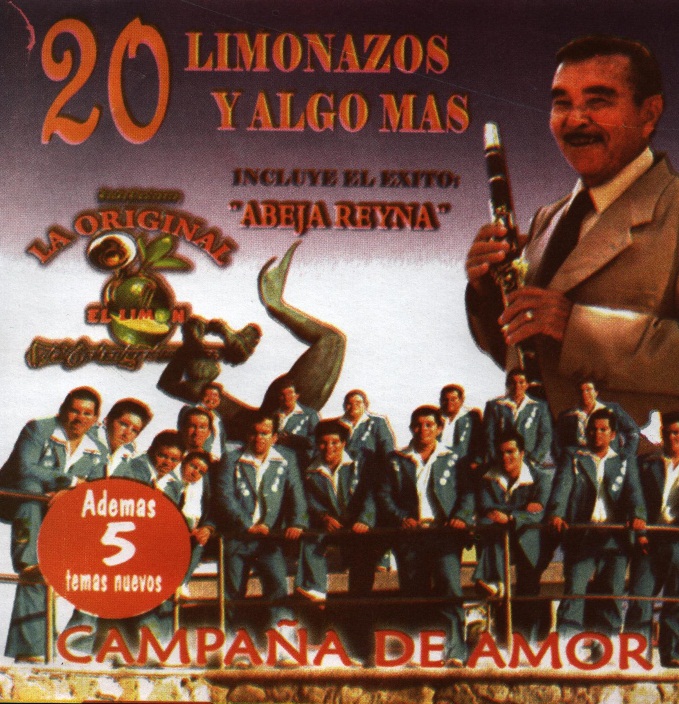 20 LIMONAZOS
Y ALGO MAS
INCLUYE EL EXITO:
"ABEJA REYNA"
LA ORIGINAL
EL LIMON
Ademas
5
temas nuevos
CAMPAÑA DE AMOR